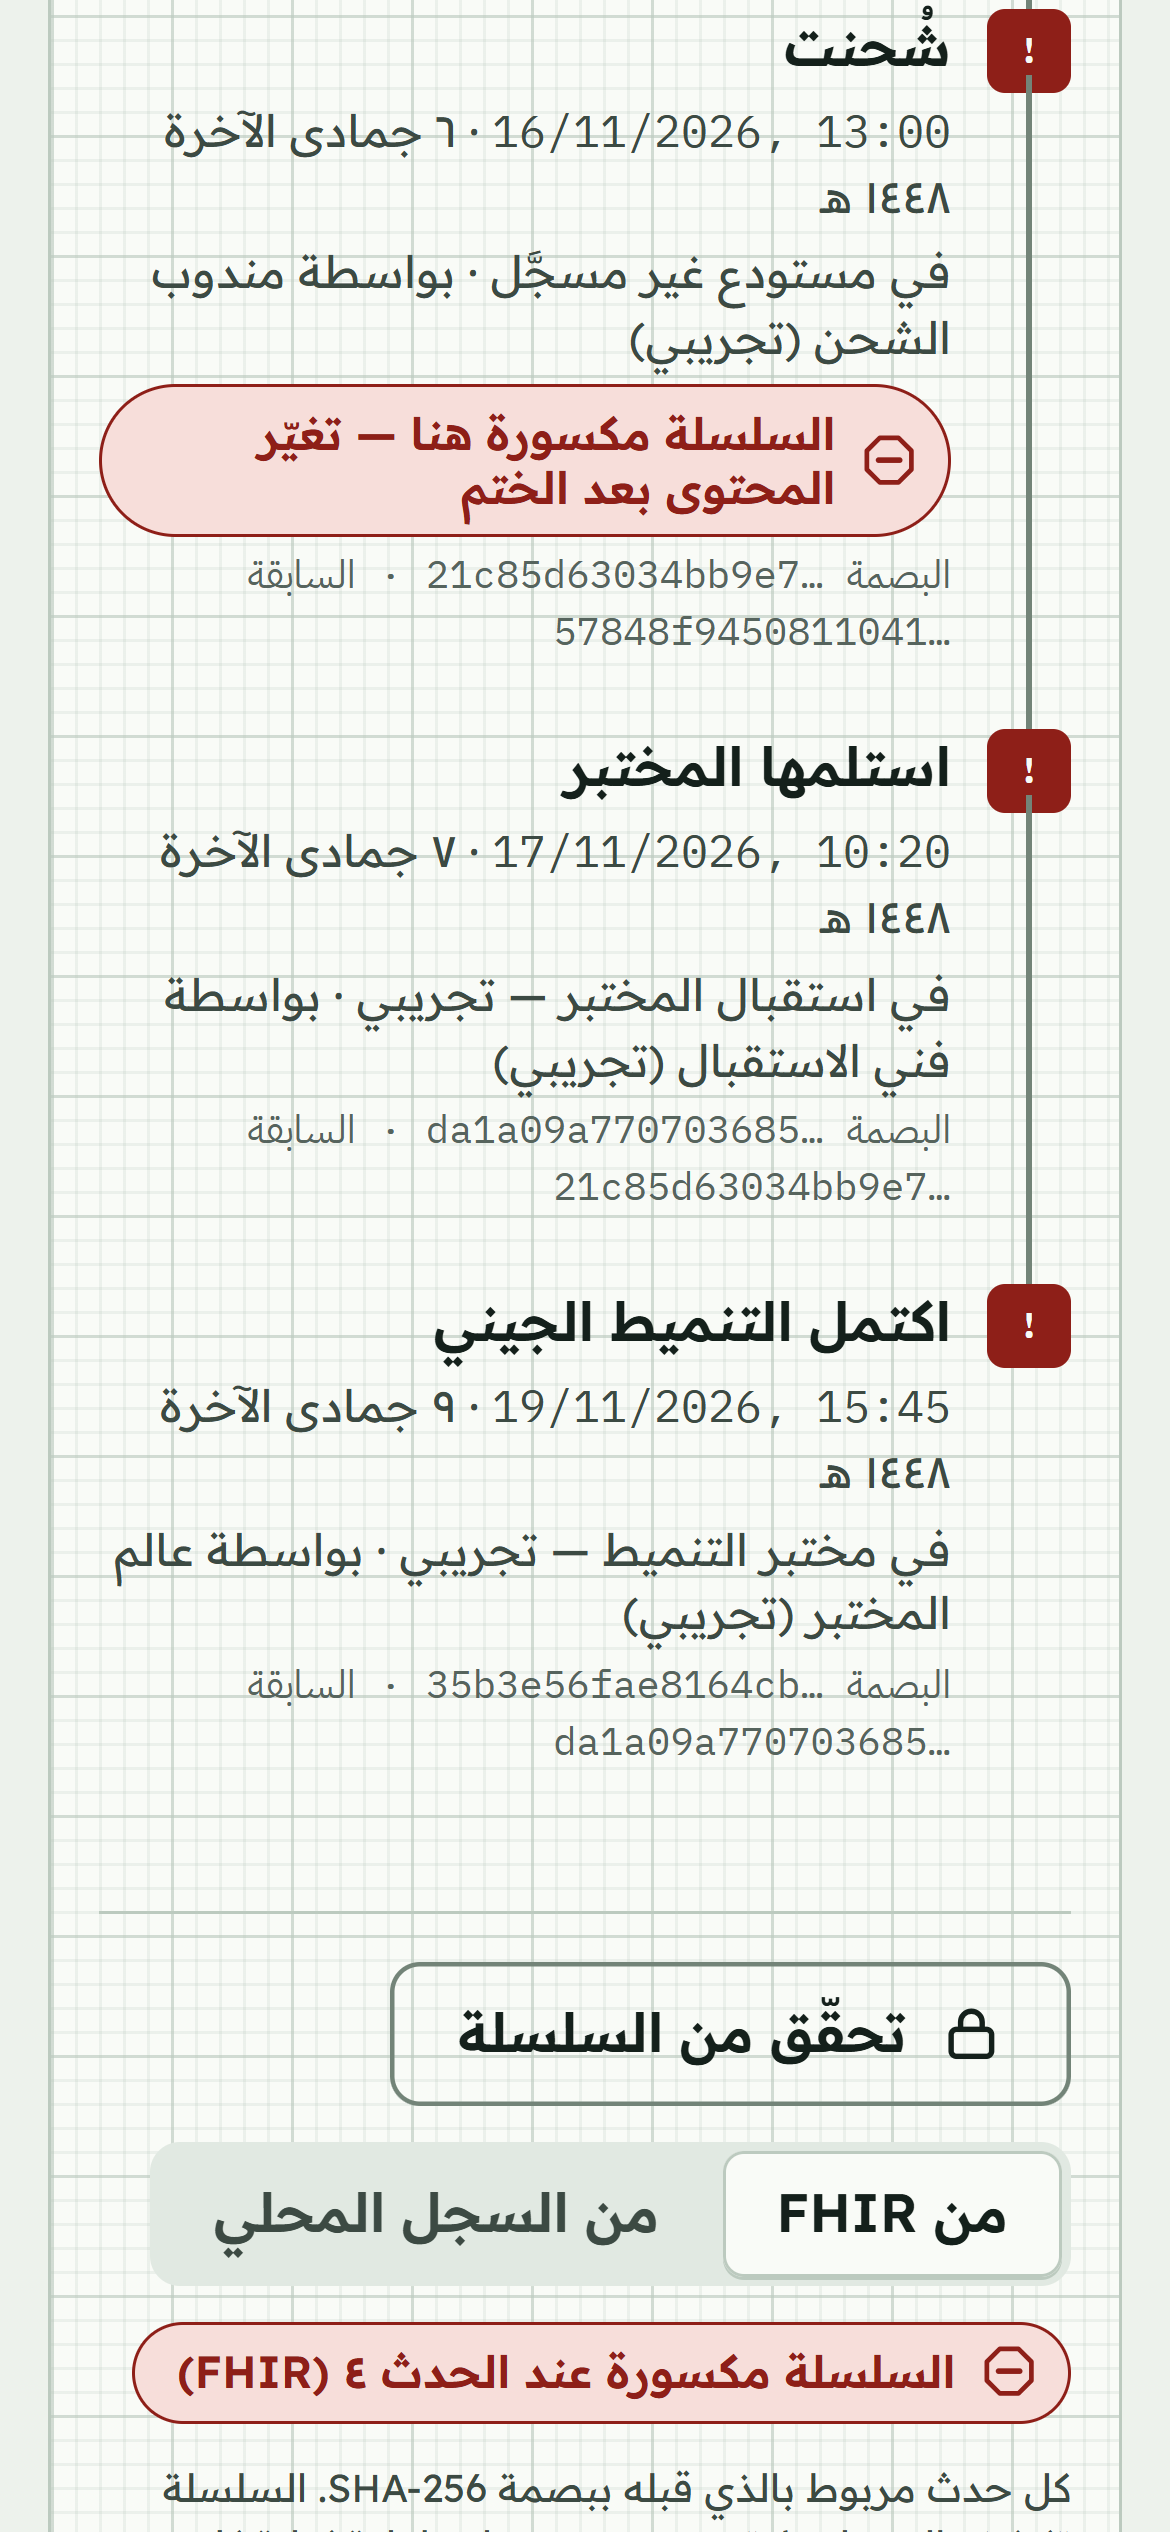 شُحنت
!
16/11/2026, 13:00 · ٦ جمادى الآخرة
١٤٤٨ هـ
في مستودع غير مسجَّل · بواسطة مندوب
الشحن (تجريبي)
السلسلة مكسورة هنا — تغيّر
المحتوى بعد الختم
البصمة 21c85d63034bb9e7… · السابقة
57848f9450811041…
استلمها المختبر
!
17/11/2026, 10:20 · ٧ جمادى الآخرة
١٤٤٨ هـ
في استقبال المختبر — تجريبي · بواسطة
فني الاستقبال (تجريبي)
البصمة da1a09a770703685… · السابقة
21c85d63034bb9e7…
اكتمل التنميط الجيني
!
19/11/2026, 15:45 · ٩ جمادى الآخرة
١٤٤٨ هـ
في مختبر التنميط — تجريبي · بواسطة عالم
المختبر (تجريبي)
البصمة 35b3e56fae8164cb… · السابقة
da1a09a770703685…
تحقّق من السلسلة
من FHIR
من السجل المحلي
السلسلة مكسورة عند الحدث ٤ (FHIR)
كل حدث مربوط بالذي قبله ببصمة SHA-256. السلسلة